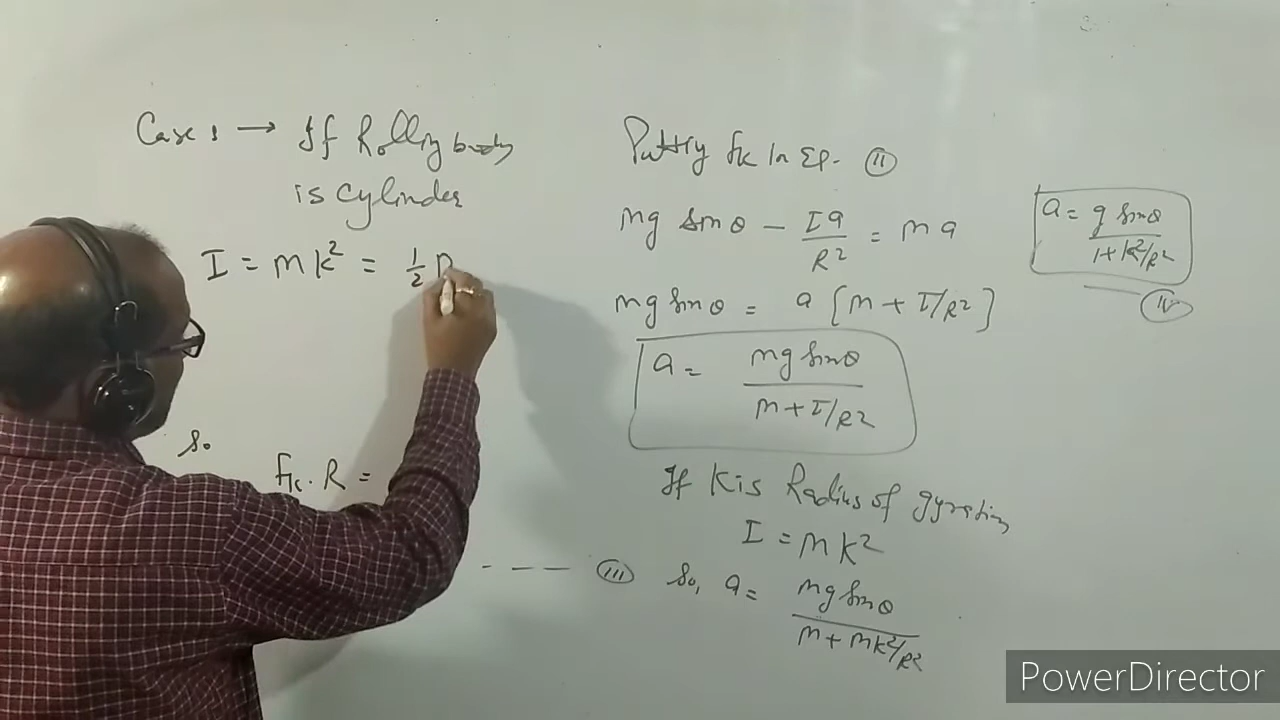 Case 1 → If Rolling body
is Cylinder
I = mk² = 1/2 m
So
fk. R =
- - - - (iii)
Putting fk In Eq. (ii)
mg sinθ - Ia/R² = ma
mg sinθ = a [m + I/R²]
a = mg sinθ / m + I/R²
If K is Radius of gyration
I = mk²
So, a = mg sinθ / m + mk²/R²
a = g sinθ / 1 + k²/R²
(iv)
PowerDirector